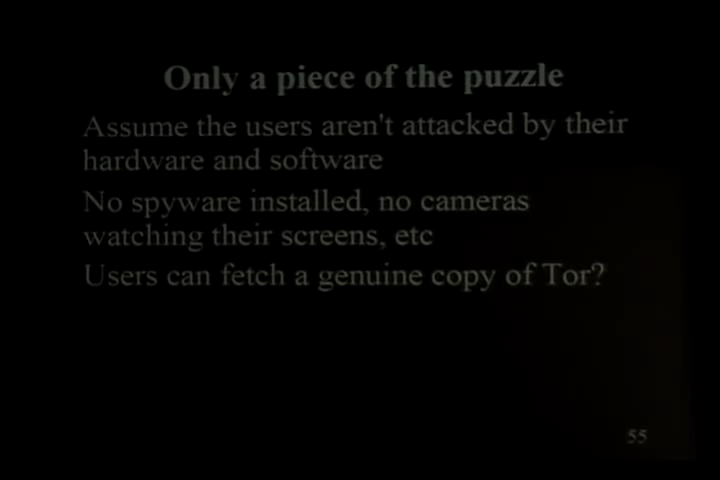 Only a piece of the puzzle
Assume the users aren't attacked by their
hardware and software
No spyware installed, no cameras
watching their screens, etc
Users can fetch a genuine copy of Tor?
55